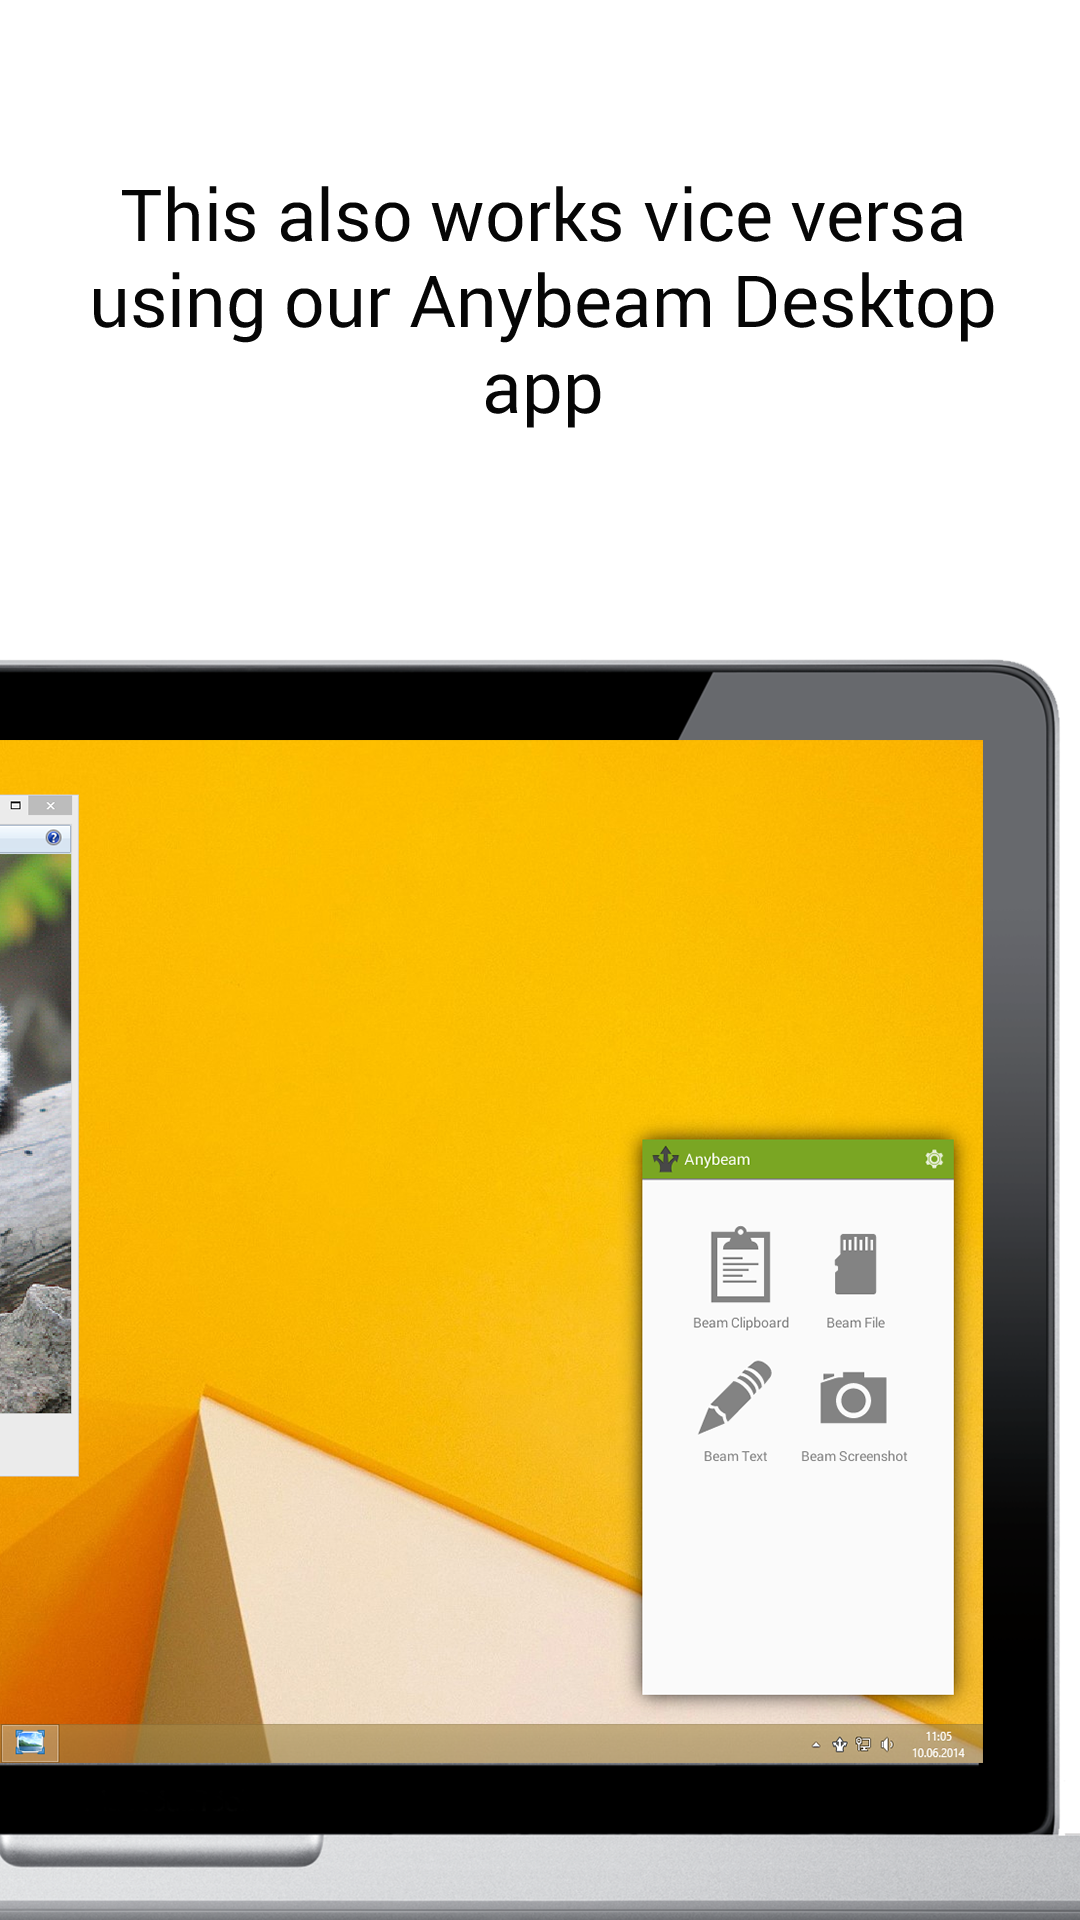 This also works vice versa
using our Anybeam Desktop
app
Anybeam
Beam Clipboard
Beam File
Beam Text
Beam Screenshot
11:05
10.06.2014